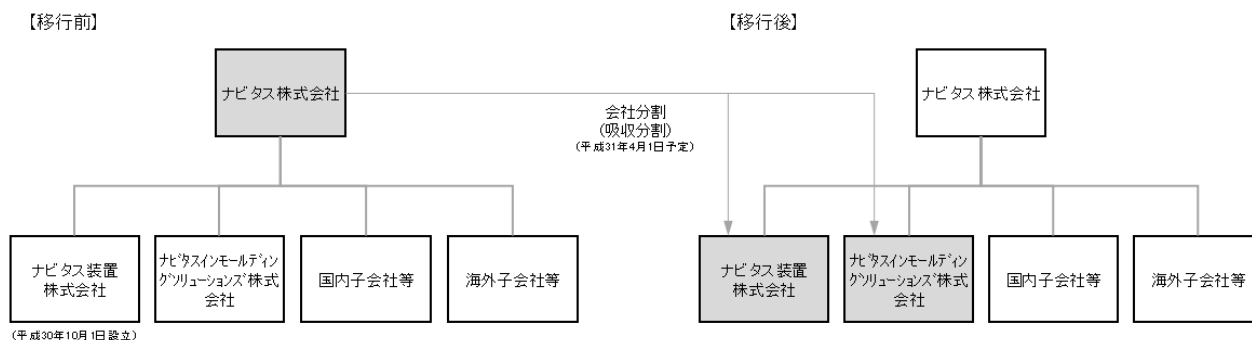 【移行前】
ナビタス株式会社
ナビタス装置
株式会社
ﾅﾋﾞﾀｽインモールディン
ｸﾞソリューションｽﾞ株式
会社
国内子会社等
海外子会社等
(平成30年10月1日設立)
会社分割
(吸収分割)
(平成31年4月1日予定)
【移行後】
ナビタス株式会社
ナビタス装置
株式会社
ﾅﾋﾞﾀｽインモールディン
ｸﾞソリューションｽﾞ株式
会社
国内子会社等
海外子会社等